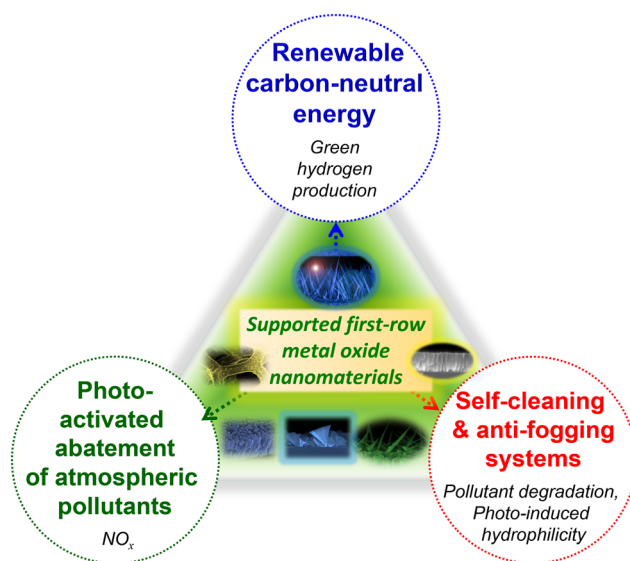 Renewable
carbon-neutral
energy
Green
hydrogen
production
Supported first-row
metal oxide
nanomaterials
Photo-
activated
abatement
of atmospheric
pollutants
NOx
Self-cleaning
& anti-fogging
systems
Pollutant degradation,
Photo-induced
hydrophilicity